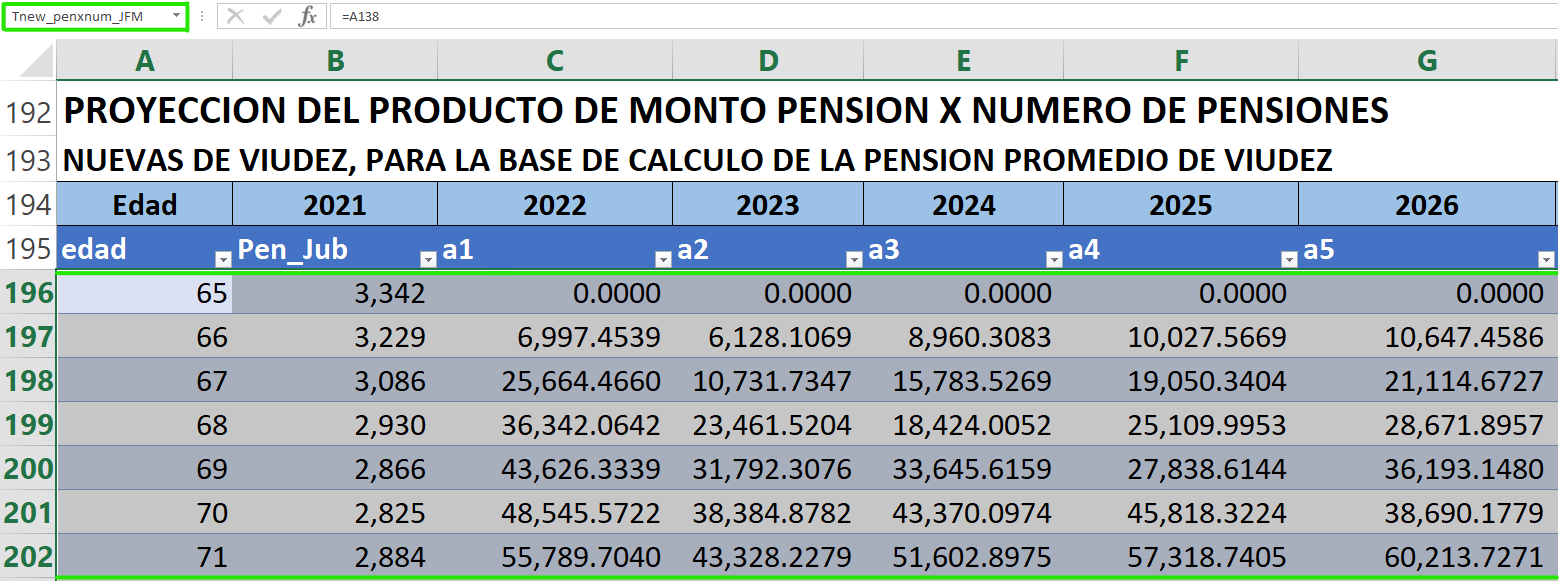 Tnew_penxnum_JFM fx =A138
A B C D E F G
192 PROYECCION DEL PRODUCTO DE MONTO PENSION X NUMERO DE PENSIONES
193 NUEVAS DE VIUDEZ, PARA LA BASE DE CALCULO DE LA PENSION PROMEDIO DE VIUDEZ
194 Edad 2021 2022 2023 2024 2025 2026
195 edad Pen_Jub a1 a2 a3 a4 a5
196 65 3,342 0.0000 0.0000 0.0000 0.0000 0.0000
197 66 3,229 6,997.4539 6,128.1069 8,960.3083 10,027.5669 10,647.4586
198 67 3,086 25,664.4660 10,731.7347 15,783.5269 19,050.3404 21,114.6727
199 68 2,930 36,342.0642 23,461.5204 18,424.0052 25,109.9953 28,671.8957
200 69 2,866 43,626.3339 31,792.3076 33,645.6159 27,838.6144 36,193.1480
201 70 2,825 48,545.5722 38,384.8782 43,370.0974 45,818.3224 38,690.1779
202 71 2,884 55,789.7040 43,328.2279 51,602.8975 57,318.7405 60,213.7271